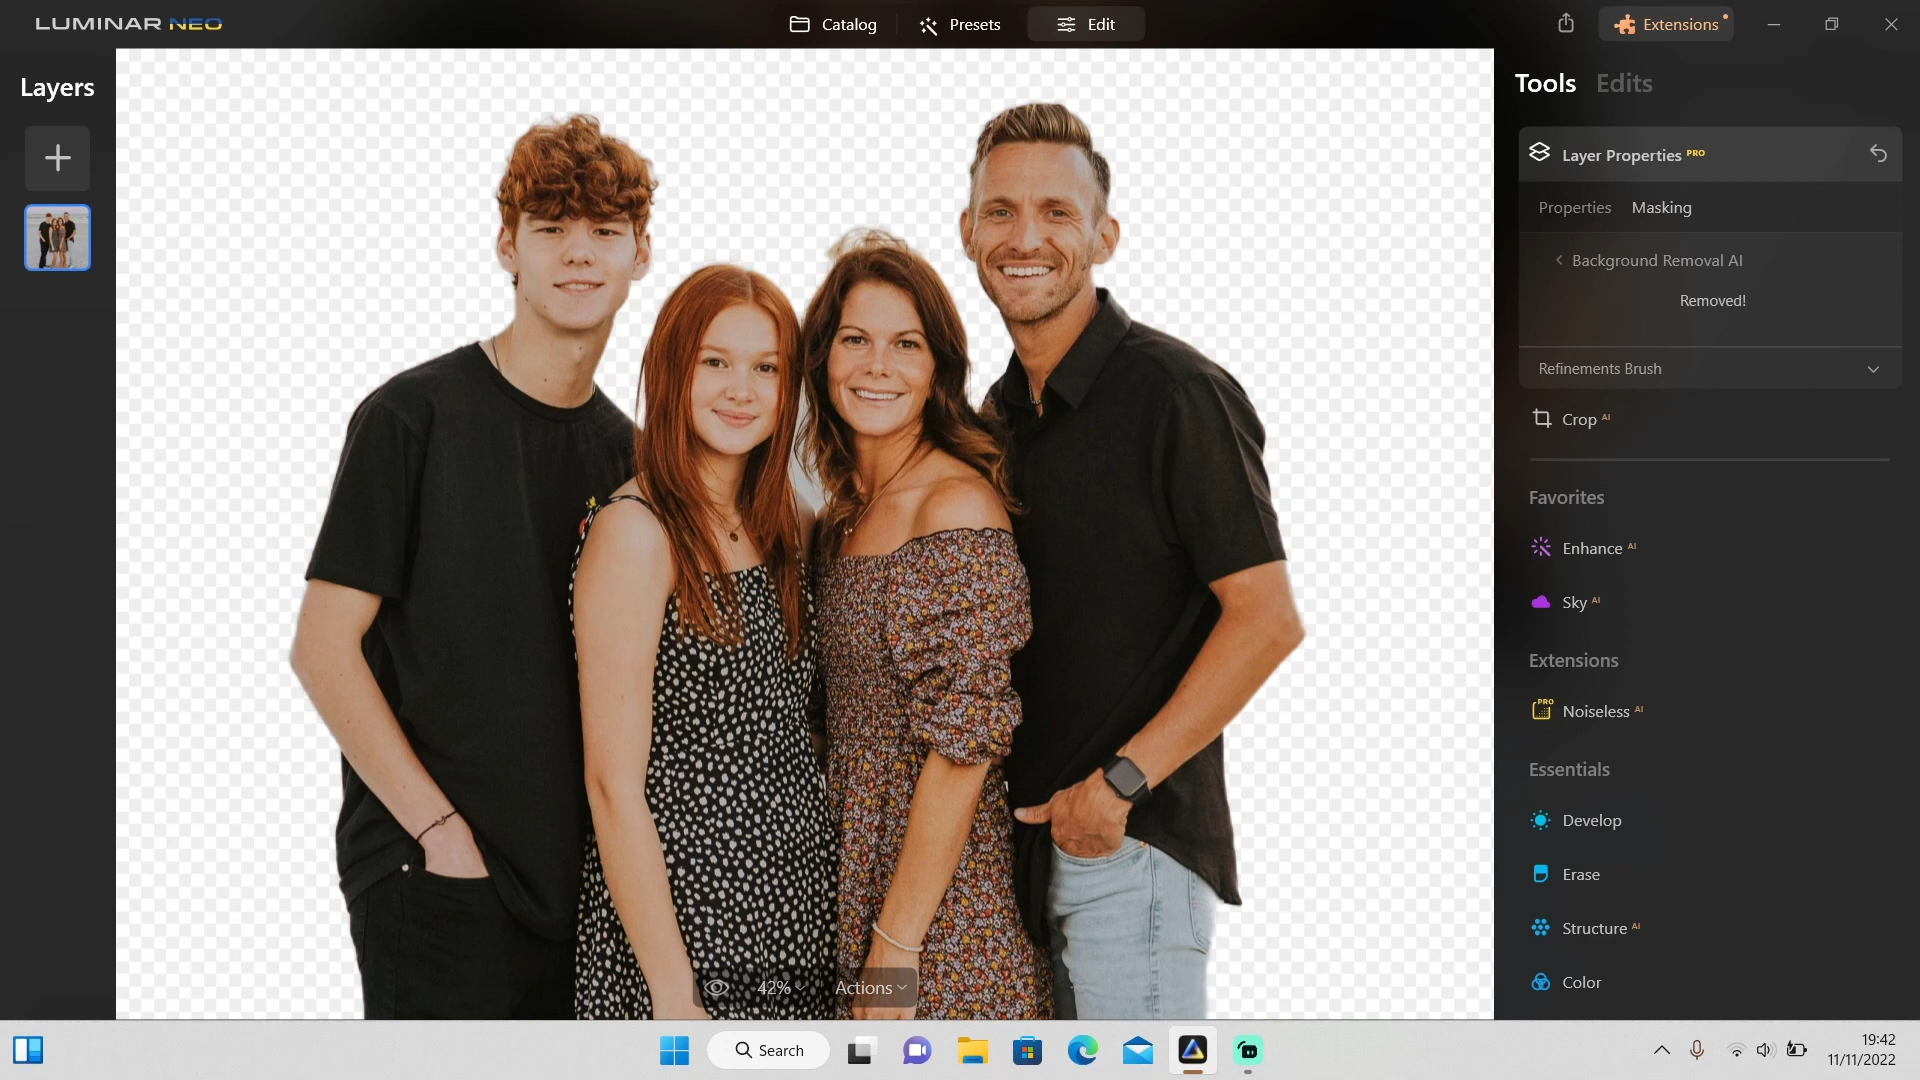 LUMINAR NEO
Catalog
Presets
Edit
Extensions
Layers
Tools Edits
Layer Properties PRO
Properties Masking
Background Removal AI
Removed!
Refinements Brush
Crop AI
Favorites
Enhance AI
Sky AI
Extensions
PRO
Noiseless AI
Essentials
Develop
Erase
Structure AI
Color
42%
Actions
Search
19:42
11/11/2022